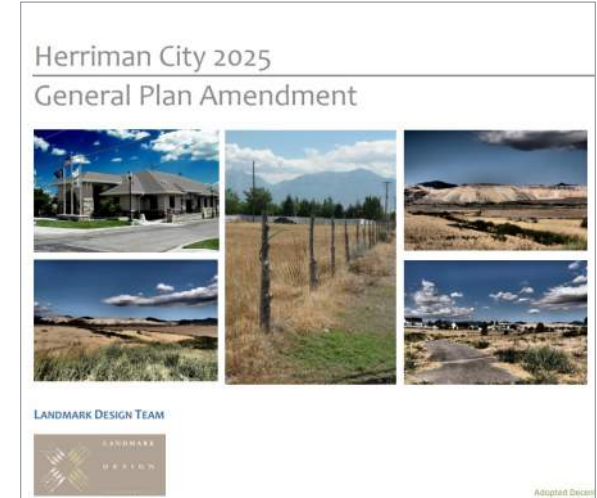 Herriman City 2025
General Plan Amendment
LANDMARK DESIGN TEAM
LANDMARK
DESIGN
Adopted